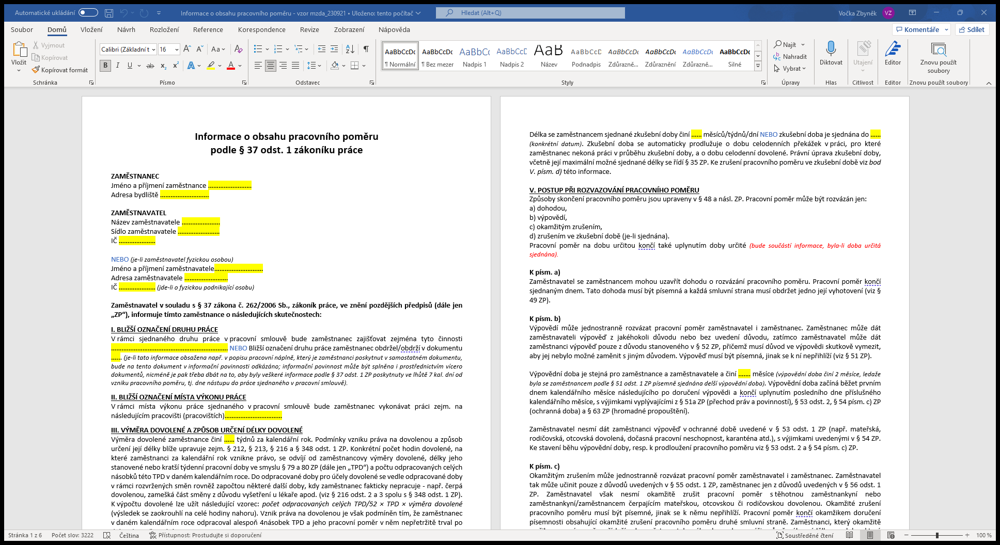 Automatické ukládání
Informace o obsahu pracovního poměru - vzor mzda_230921 • Uloženo: tento počítač
Hledat (Alt+Q)
Vočka Zbyněk
VZ
Soubor
Domů
Vložení
Návrh
Rozložení
Reference
Korespondence
Revize
Zobrazení
Nápověda
Komentáře
Sdílet
Vložit
Vyjmout
Kopírovat
Kopírovat formát
Schránka
Calibri (Základní t
16
Písmo
Odstavec
AaBbCcDc
¶ Normální
AaBbCcDc
¶ Bez mezer
AaBbCc
Nadpis 1
AaBbCcD
Nadpis 2
AaB
Název
AaBbCcD
Podnadpis
AaBbCcDc
Zdůrazně...
AaBbCcDc
Zdůraznění
AaBbCcDc
Zdůrazně...
AaBbCcDc
Silné
Styly
Najít
Nahradit
Vybrat
Úpravy
Diktovat
Hlas
Utajení
Citlivost
Editor
Editor
Znovu použít
soubory
Znovu použít soubory
Informace o obsahu pracovního poměru
podle § 37 odst. 1 zákoníku práce
ZAMĚSTNANEC
Jméno a příjmení zaměstnance .........................
Adresa bydliště ............................
ZAMĚSTNAVATEL
Název zaměstnavatele ......................
Sídlo zaměstnavatele ........................
IČ .....................
NEBO (je-li zaměstnavatel fyzickou osobou)
Jméno a příjmení zaměstnavatele............................
Adresa zaměstnavatele .........................
IČ ..................... (jde-li o fyzickou podnikající osobu)
Zaměstnavatel v souladu s § 37 zákona č. 262/2006 Sb., zákoník práce, ve znění pozdějších předpisů (dále jen
„ZP“), informuje tímto zaměstnance o následujících skutečnostech:
I. BLIŽŠÍ OZNAČENÍ DRUHU PRÁCE
V rámci sjednaného druhu práce v pracovní smlouvě bude zaměstnanec zajišťovat zejména tyto činnosti
................................................................... NEBO Bližší označení druhu práce zaměstnanec obdržel/obdrží v dokumentu
...... (je-li tato informace obsažena např. v popisu pracovní náplně, který je zaměstnanci poskytnut v samostatném dokumentu,
bude na tento dokument v informační povinnosti odkázáno; informační povinnost může být splněna i prostřednictvím vícero
dokumentů, nicméně je pak třeba dbát na to, aby byly veškeré informace podle § 37 odst. 1 ZP poskytnuty ve lhůtě 7 kal. dní od
vzniku pracovního poměru, tj. dne nástupu do práce sjednaného v pracovní smlouvě).
II. BLIŽŠÍ OZNAČENÍ MÍSTA VÝKONU PRÁCE
V rámci místa výkonu práce sjednaného v pracovní smlouvě bude zaměstnanec vykonávat práci zejm. na
následujícím pracovišti (pracovištích).................................
III. VÝMĚRA DOVOLENÉ A ZPŮSOB URČENÍ DÉLKY DOVOLENÉ
Výměra dovolené zaměstnance činí ...... týdnů za kalendářní rok. Podmínky vzniku práva na dovolenou a způsob
určení její délky blíže upravuje zejm. § 212, § 213, § 216 a § 348 odst. 1 ZP. Konkrétní počet hodin dovolené, na
které zaměstnanci za kalendářní rok vznikne právo, se odvíjí od zaměstnancovy výměry dovolené, délky jeho
stanovené nebo kratší týdenní pracovní doby ve smyslu § 79 a 80 ZP (dále jen „TPD“) a počtu odpracovaných celých
násobků této TPD v daném kalendářním roce. Do odpracované doby pro účely dovolené se vedle odpracované doby
v rámci rozvržených směn rovněž započtou některé další doby, kdy zaměstnanec fakticky nepracuje - např. čerpá
dovolenou, zameška část směny z důvodu vyšetření u lékaře apod. (viz § 216 odst. 2 a 3 spolu s § 348 odst. 1 ZP).
K výpočtu dovolené lze užít následující vzorec: počet odpracovaných celých TPD/52 × TPD × výměra dovolené
(výsledek se zaokrouhlí na celé hodiny nahoru). Vznik práva na dovolenou je však podmíněn tím, že zaměstnanec
v daném kalendářním roce odpracoval alespoň 4násobek TPD a jeho pracovní poměr v něm nepřetržitě trval po
Délka se zaměstnancem sjednané zkušební doby činí ...... měsíců/týdnů/dní NEBO zkušební doba je sjednána do ......
(konkrétní datum). Zkušební doba se automaticky prodlužuje o dobu celodenních překážek v práci, pro které
zaměstnanec nekoná práci v průběhu zkušební doby, a o dobu celodenní dovolené. Právní úprava zkušební doby,
včetně její maximální možné sjednané délky se řídí § 35 ZP. Ke zrušení pracovního poměru ve zkušební době viz bod
V. písm. d) této informace.
V. POSTUP PŘI ROZVAZOVÁNÍ PRACOVNÍHO POMĚRU
Způsoby skončení pracovního poměru jsou upraveny v § 48 a násl. ZP. Pracovní poměr může být rozvázán jen:
a) dohodou,
b) výpovědí,
c) okamžitým zrušením,
d) zrušením ve zkušební době (je-li sjednána).
Pracovní poměr na dobu určitou končí také uplynutím doby určité (bude součástí informace, byla-li doba určitá
sjednána).
K písm. a)
Zaměstnavatel se zaměstnancem mohou uzavřít dohodu o rozvázání pracovního poměru. Pracovní poměr končí
sjednaným dnem. Tato dohoda musí být písemná a každá smluvní strana musí obdržet jedno její vyhotovení (viz §
49 ZP).
K písm. b)
Výpovědí může jednostranně rozvázat pracovní poměr zaměstnavatel i zaměstnanec. Zaměstnanec může dát
zaměstnavateli výpověď z jakéhokoli důvodu nebo bez uvedení důvodu, zatímco zaměstnavatel může dát
zaměstnanci výpověď pouze z důvodu stanoveného v § 52 ZP, přičemž musí důvod ve výpovědi skutkově vymezit,
aby jej nebylo možné zaměnit s jiným důvodem. Výpověď musí být písemná, jinak se k ní nepřihlíží (viz § 51 ZP).
Výpovědní doba je stejná pro zaměstnance a zaměstnavatele a činí ....... měsíce (výpovědní doba činí 2 měsíce, ledaže
byla se zaměstnancem podle § 51 odst. 1 ZP písemně sjednána delší výpovědní doba). Výpovědní doba začíná běžet prvním
dnem kalendářního měsíce následujícího po doručení výpovědi a končí uplynutím posledního dne příslušného
kalendářního měsíce, s výjimkami vyplývajícími z § 51a ZP (přechod práv a povinností), § 53 odst. 2, § 54 písm. c) ZP
(ochranná doba) a § 63 ZP (hromadné propouštění).
Zaměstnavatel nesmí dát zaměstnanci výpověď v ochranné době uvedené v § 53 odst. 1 ZP (např. mateřská,
rodičovská, otcovská dovolená, dočasná pracovní neschopnost, karanténa atd.), s výjimkami uvedenými v § 54 ZP.
Ke stavení běhu výpovědní doby, resp. k prodloužení pracovního poměru viz § 53 odst. 2 a § 54 písm. c) ZP.
K písm. c)
Okamžitým zrušením může jednostranně rozvázat pracovní poměr zaměstnavatel i zaměstnanec. Zaměstnavatel
tak může učinit pouze z důvodů uvedených v § 55 odst. 1 ZP, zaměstnanec jen z důvodů uvedených v § 56 odst. 1
ZP. Zaměstnavatel však nesmí okamžitě zrušit pracovní poměr s těhotnou zaměstnankyní nebo
zaměstnankyní/zaměstnancem čerpajícím mateřskou, otcovskou či rodičovskou dovolenou. Okamžité zrušení
pracovního poměru musí být písemné, jinak se k němu nepřihlíží. Pracovní poměr končí okamžikem doručení
písemnosti obsahující okamžité zrušení pracovního poměru druhé smluvní straně. Zaměstnanci, který okamžitě
Stránka 1 z 6
Počet slov: 3222
Čeština
Přístupnost: Prostudujte si doporučení
Soustředěné čtení
100 %